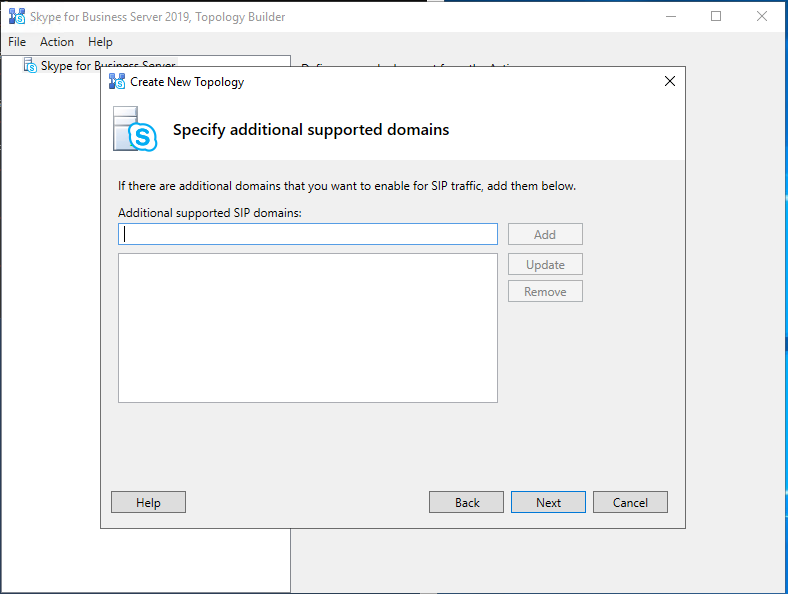 Skype for Business Server 2019, Topology Builder
File Action Help
Skype for Business Server
Create New Topology
Specify additional supported domains
If there are additional domains that you want to enable for SIP traffic, add them below.
Additional supported SIP domains:
Add
Update
Remove
Help Back Next Cancel